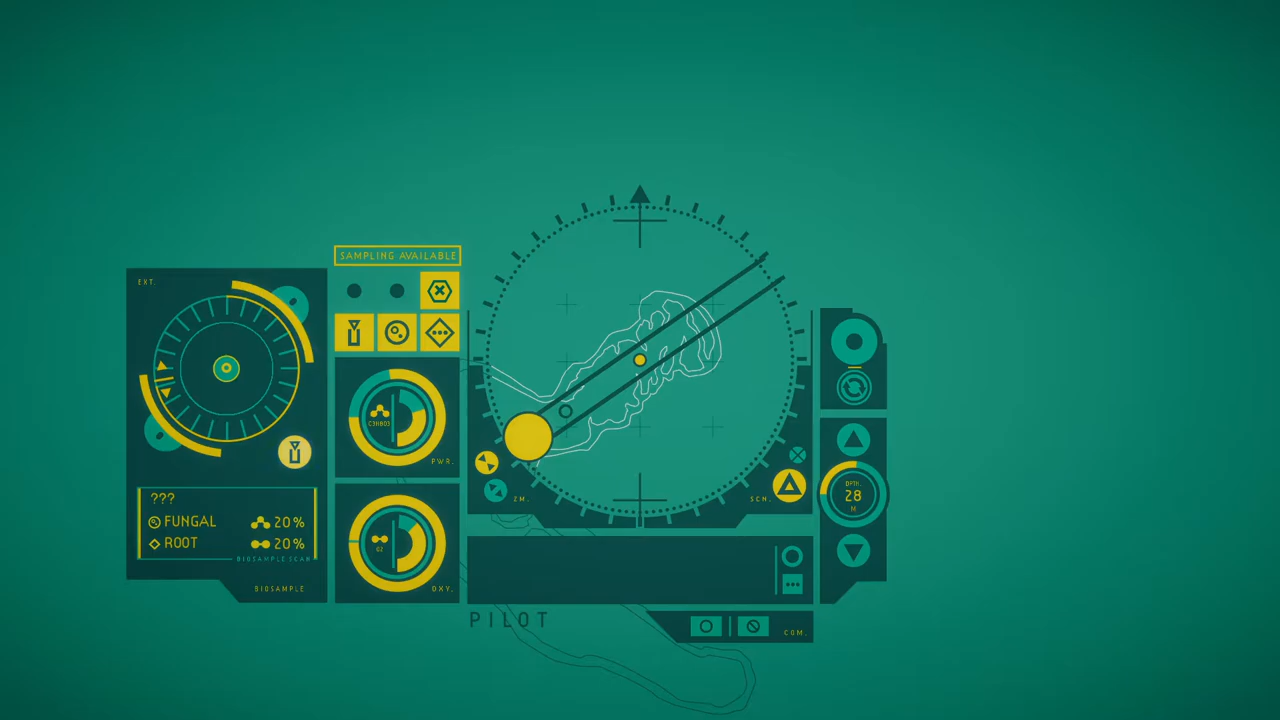 EXT.
SAMPLING AVAILABLE
C3H8O3
PWR.
???
FUNGAL 20%
ROOT 20%
BIOSAMPLE SCAN
BIOSAMPLE
O2
OXY.
ZM.
SCN.
DPTH.
28
M
PILOT
COM.